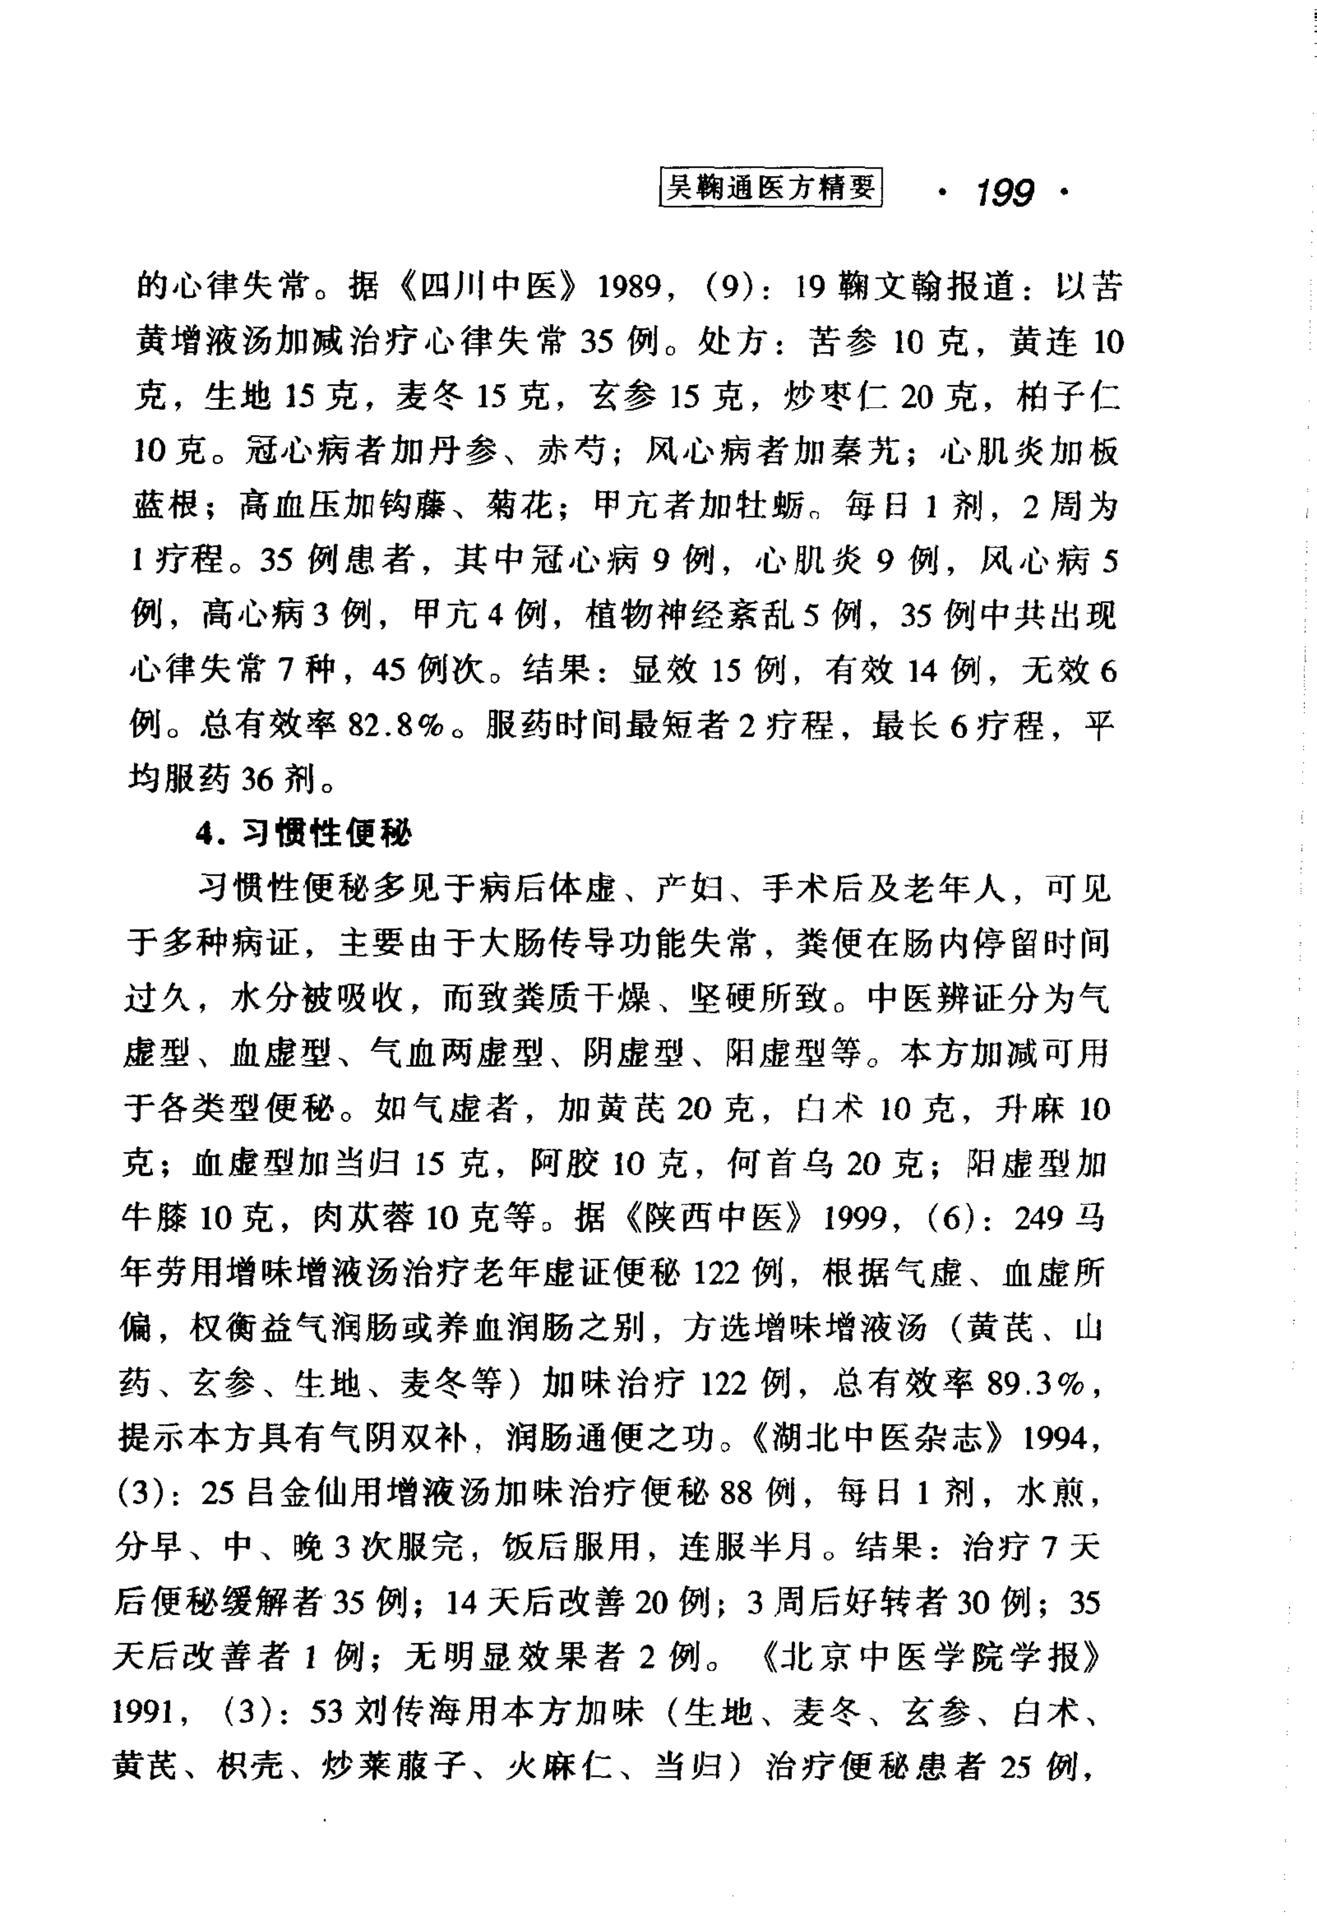 吴鞠通医方精要 · 199 ·
的心律失常。据《四川中医》1989，（9）：19 鞠文翰报道：以苦
黄增液汤加减治疗心律失常 35 例。处方：苦参 10 克，黄连 10
克，生地 15 克，麦冬 15 克，玄参 15 克，炒枣仁 20 克，柏子仁
10 克。冠心病者加丹参、赤芍；风心病者加秦艽；心肌炎加板
蓝根；高血压加钩藤、菊花；甲亢者加牡蛎。每日 1 剂，2 周为
1 疗程。35 例患者，其中冠心病 9 例，心肌炎 9 例，风心病 5
例，高心病 3 例，甲亢 4 例，植物神经紊乱 5 例，35 例中共出现
心律失常 7 种，45 例次。结果：显效 15 例，有效 14 例，无效 6
例。总有效率 82.8%。服药时间最短者 2 疗程，最长 6 疗程，平
均服药 36 剂。
4. 习惯性便秘
习惯性便秘多见于病后体虚、产妇、手术后及老年人，可见
于多种病证，主要由于大肠传导功能失常，粪便在肠内停留时间
过久，水分被吸收，而致粪质干燥、坚硬所致。中医辨证分为气
虚型、血虚型、气血两虚型、阴虚型、阳虚型等。本方加减可用
于各类型便秘。如气虚者，加黄芪 20 克，白术 10 克，升麻 10
克；血虚型加当归 15 克，阿胶 10 克，何首乌 20 克；阳虚型加
牛膝 10 克，肉苁蓉 10 克等。据《陕西中医》1999，（6）：249 马
年劳用增味增液汤治疗老年虚证便秘 122 例，根据气虚、血虚所
偏，权衡益气润肠或养血润肠之别，方选增味增液汤（黄芪、山
药、玄参、生地、麦冬等）加味治疗 122 例，总有效率 89.3%，
提示本方具有气阴双补，润肠通便之功。《湖北中医杂志》1994，
（3）：25 吕金仙用增液汤加味治疗便秘 88 例，每日 1 剂，水煎，
分早、中、晚 3 次服完，饭后服用，连服半月。结果：治疗 7 天
后便秘缓解者 35 例；14 天后改善 20 例；3 周后好转者 30 例；35
天后改善者 1 例；无明显效果者 2 例。《北京中医学院学报》
1991，（3）：53 刘传海用本方加味（生地、麦冬、玄参、白术、
黄芪、枳壳、炒莱菔子、火麻仁、当归）治疗便秘患者 25 例，